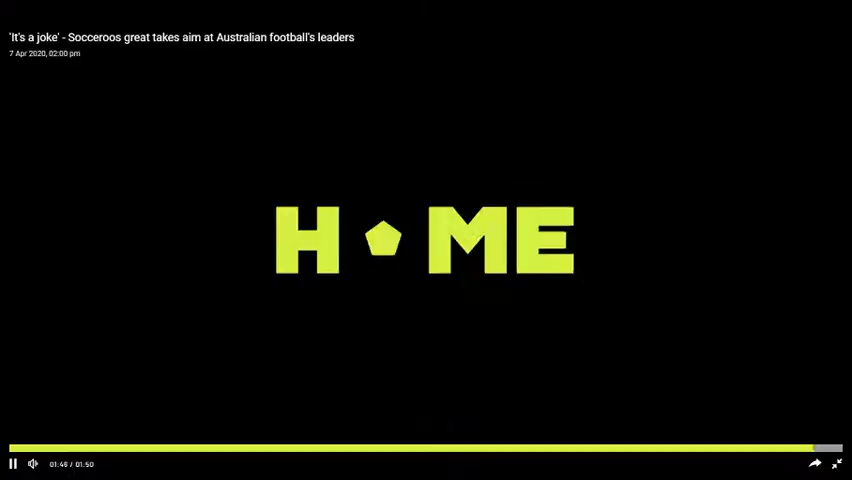 'It's a joke' - Socceroos great takes aim at Australian football's leaders
7 Apr 2020, 02:00 pm
H ME
01:46 / 01:50